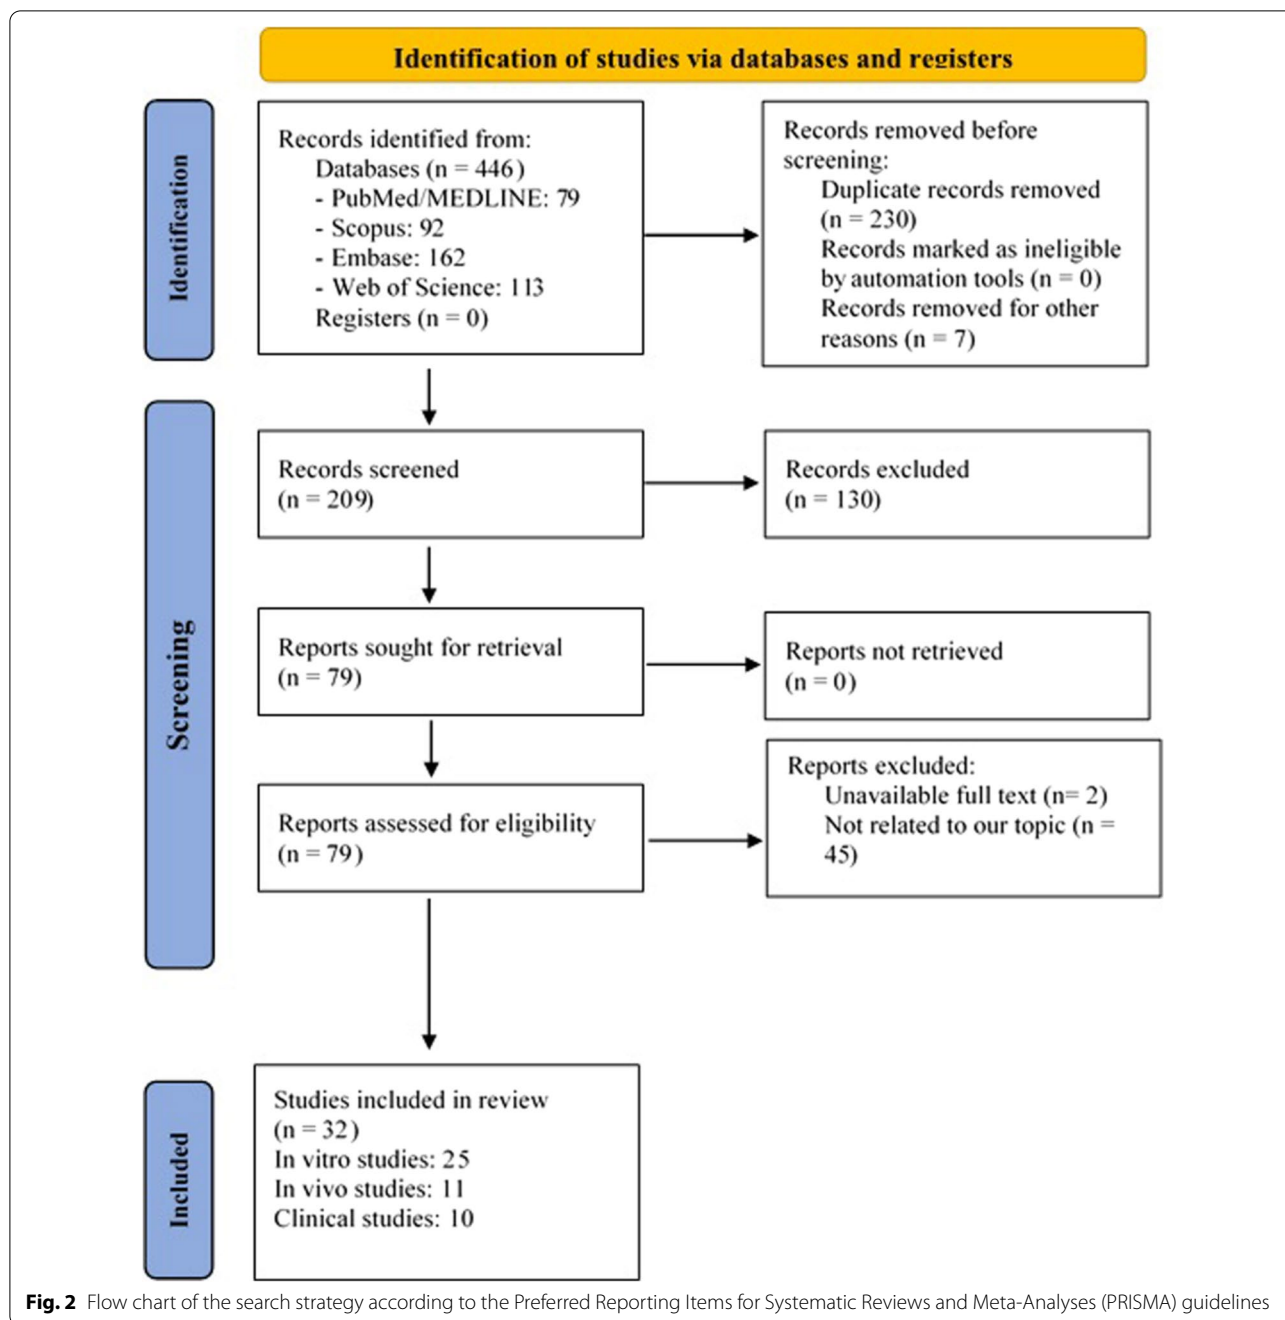 Identification of studies via databases and registers
Identification
Records identified from:
Databases (n = 446)
- PubMed/MEDLINE: 79
- Scopus: 92
- Embase: 162
- Web of Science: 113
Registers (n = 0)
Records removed before
screening:
Duplicate records removed
(n = 230)
Records marked as ineligible
by automation tools (n = 0)
Records removed for other
reasons (n = 7)
Screening
Records screened
(n = 209)
Records excluded
(n = 130)
Reports sought for retrieval
(n = 79)
Reports not retrieved
(n = 0)
Reports assessed for eligibility
(n = 79)
Reports excluded:
Unavailable full text (n= 2)
Not related to our topic (n =
45)
Included
Studies included in review
(n = 32)
In vitro studies: 25
In vivo studies: 11
Clinical studies: 10
Fig. 2 Flow chart of the search strategy according to the Preferred Reporting Items for Systematic Reviews and Meta-Analyses (PRISMA) guidelines